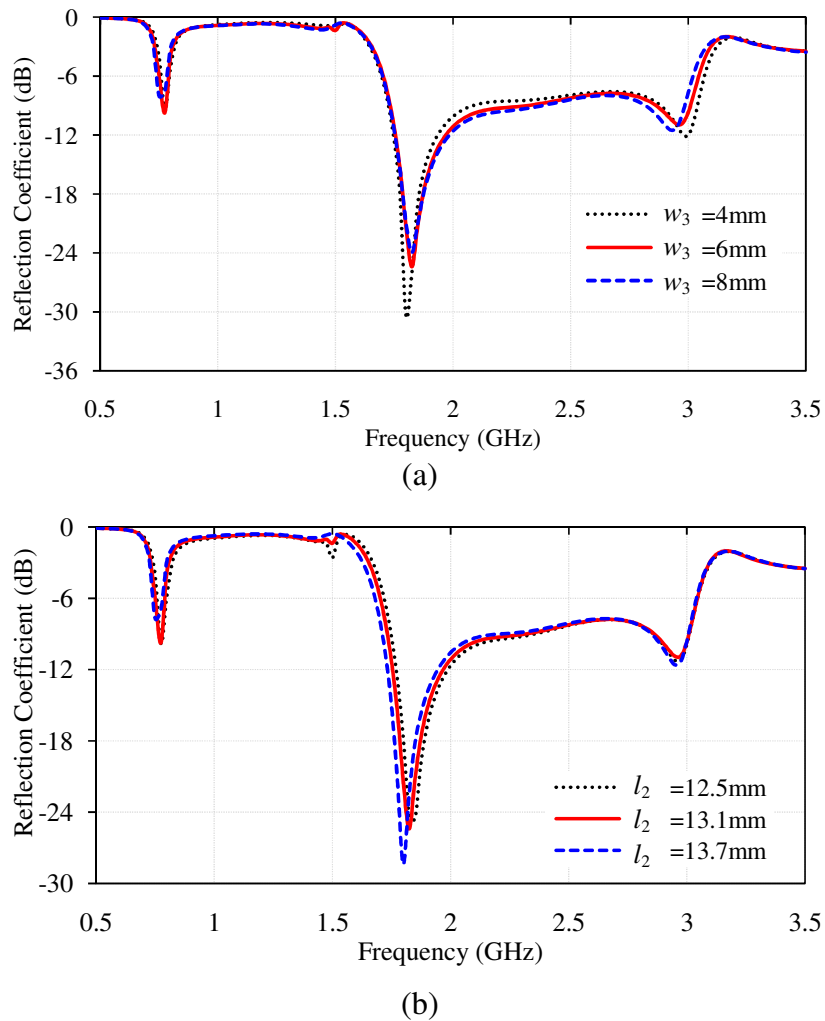 0
-6
-12
-18
-24
-30
-36
Reflection Coefficient (dB)
w3 =4mm
w3 =6mm
w3 =8mm
0.5 1 1.5 2 2.5 3 3.5
Frequency (GHz)
(a)
0
-6
-12
-18
-24
-30
Reflection Coefficient (dB)
l2 =12.5mm
l2 =13.1mm
l2 =13.7mm
0.5 1 1.5 2 2.5 3 3.5
Frequency (GHz)
(b)